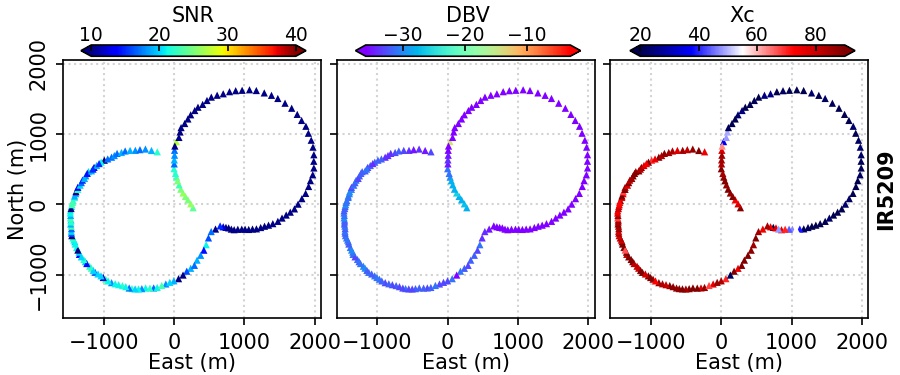 SNR DBV Xc
10 20 30 40 −30 −20 −10 20 40 60 80
2000
1000
0
−1000
North (m)
−1000 0 1000 2000 −1000 0 1000 2000 −1000 0 1000 2000
East (m) East (m) East (m)
IR5209